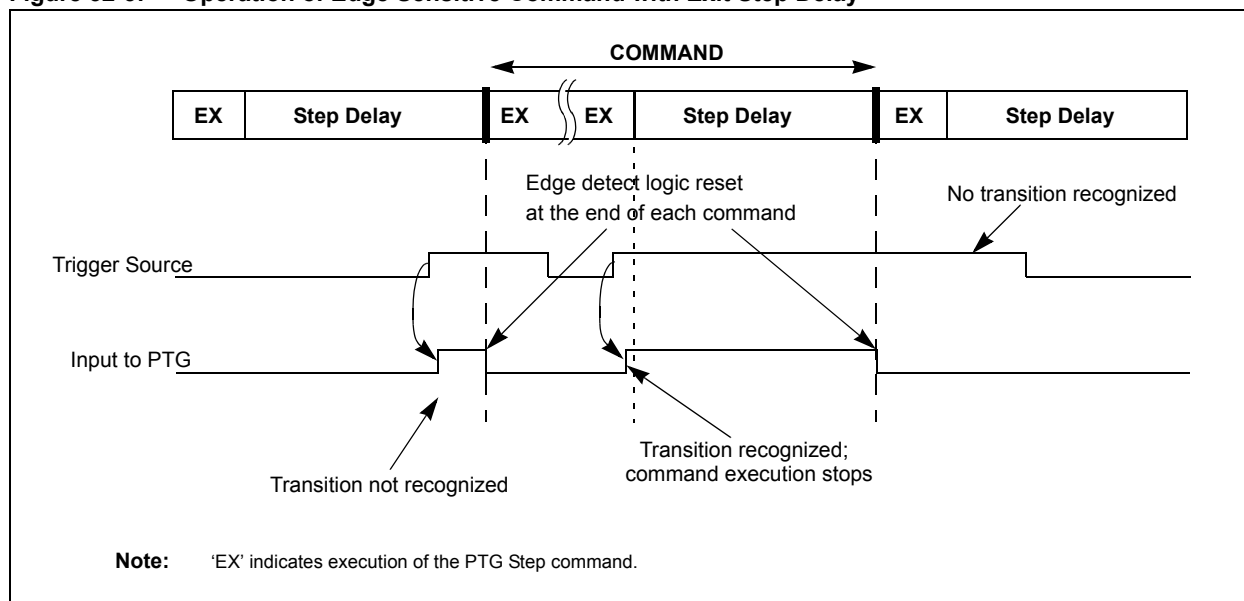 Figure Operation of Edge Sensitive Command with Exit Step Delay
COMMAND
EX Step Delay EX EX Step Delay EX Step Delay
Edge detect logic reset
at the end of each command
No transition recognized
Trigger Source
Input to PTG
Transition recognized;
command execution stops
Transition not recognized
Note: 'EX' indicates execution of the PTG Step command.